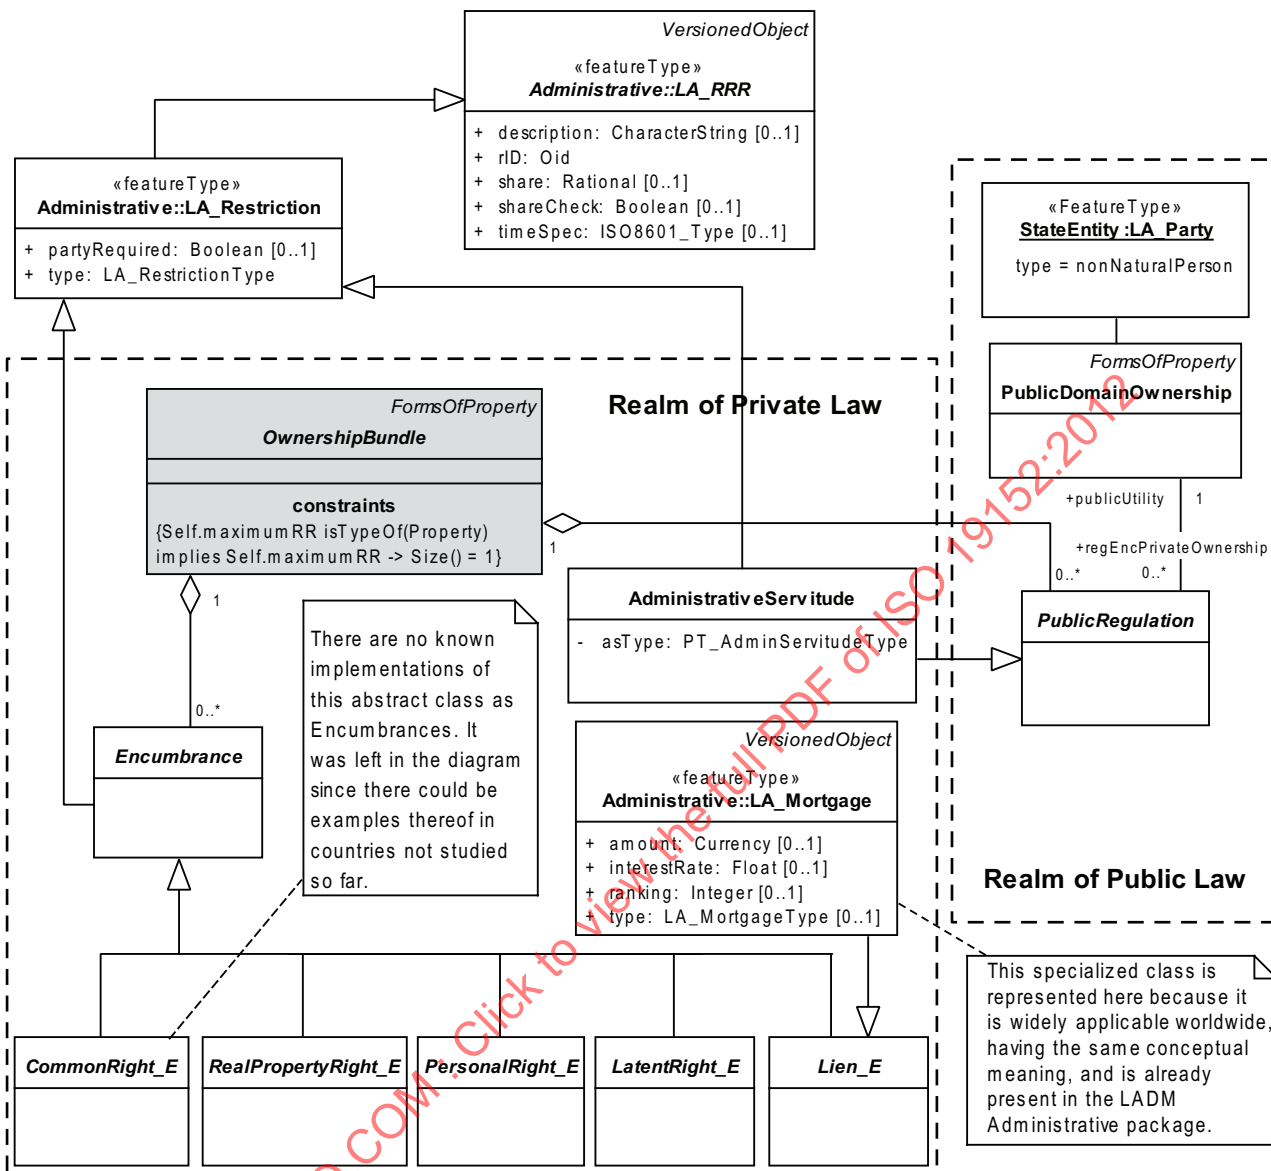 VersionedObject
«featureType»
Administrative::LA_RRR
+ description: CharacterString [0..1]
+ rID: Oid
+ share: Rational [0..1]
+ shareCheck: Boolean [0..1]
+ timeSpec: ISO8601_Type [0..1]
«featureType»
Administrative::LA_Restriction
+ partyRequired: Boolean [0..1]
+ type: LA_RestrictionType
«FeatureType»
StateEntity :LA_Party
type = nonNaturalPerson
FormsOfProperty
PublicDomainOwnership
+publicUtility
1
+regEncPrivateOwnership
0..*
0..*
PublicRegulation
Realm of Public Law
Realm of Private Law
FormsOfProperty
OwnershipBundle
constraints
{Self.maximumRR isTypeOf(Property)
implies Self.maximumRR -> Size() = 1}
1
1
0..*
AdministrativeServitude
- asType: PT_AdminServitudeType
There are no known
implementations of
this abstract class as
Encumbrances. It
was left in the diagram
since there could be
examples thereof in
countries not studied
so far.
Encumbrance
VersionedObject
«featureType»
Administrative::LA_Mortgage
+ amount: Currency [0..1]
+ interestRate: Float [0..1]
+ ranking: Integer [0..1]
+ type: LA_MortgageType [0..1]
This specialized class is
represented here because it
is widely applicable worldwide,
having the same conceptual
meaning, and is already
present in the LADM
Administrative package.
CommonRight_E
RealPropertyRight_E
PersonalRight_E
LatentRight_E
Lien_E
COM : Click to view the full PDF of ISO 19152:2012